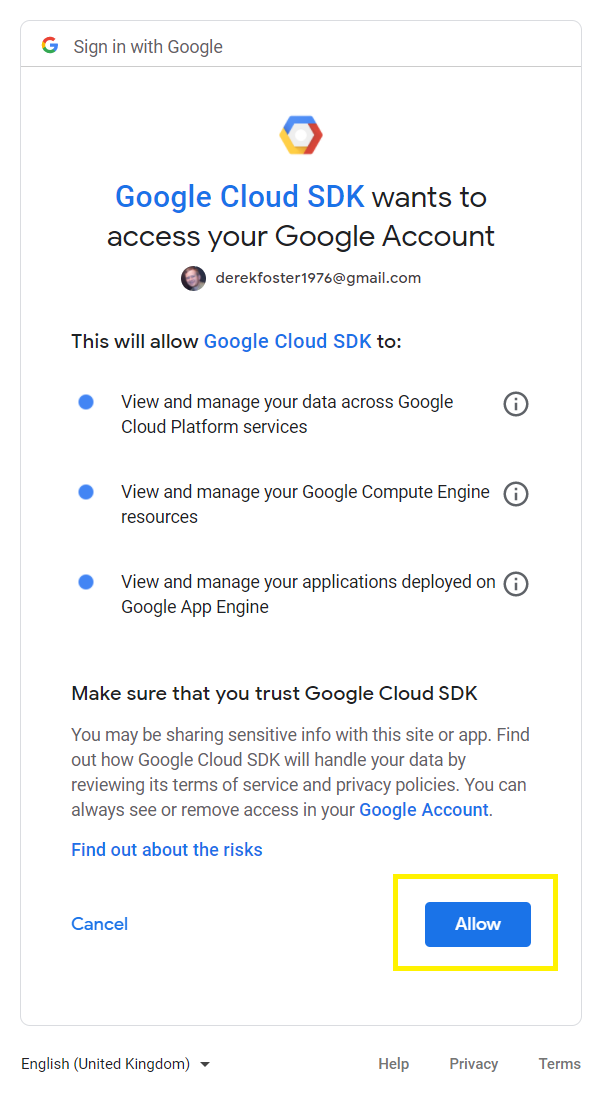 Sign in with Google
Google Cloud SDK wants to
access your Google Account
derekfoster1976@gmail.com
This will allow Google Cloud SDK to:
View and manage your data across Google
Cloud Platform services
View and manage your Google Compute Engine
resources
View and manage your applications deployed on
Google App Engine
Make sure that you trust Google Cloud SDK
You may be sharing sensitive info with this site or app. Find
out how Google Cloud SDK will handle your data by
reviewing its terms of service and privacy policies. You can
always see or remove access in your Google Account.
Find out about the risks
Cancel
Allow
English (United Kingdom)
Help
Privacy
Terms